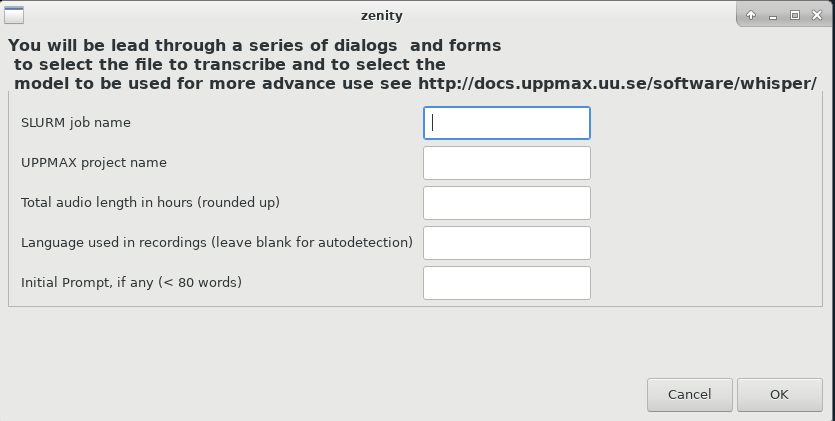 zenity
You will be lead through a series of dialogs  and forms
to select the file to transcribe and to select the
model to be used for more advance use see http://docs.uppmax.uu.se/software/whisper/
SLURM job name
UPPMAX project name
Total audio length in hours (rounded up)
Language used in recordings (leave blank for autodetection)
Initial Prompt, if any (< 80 words)
Cancel OK